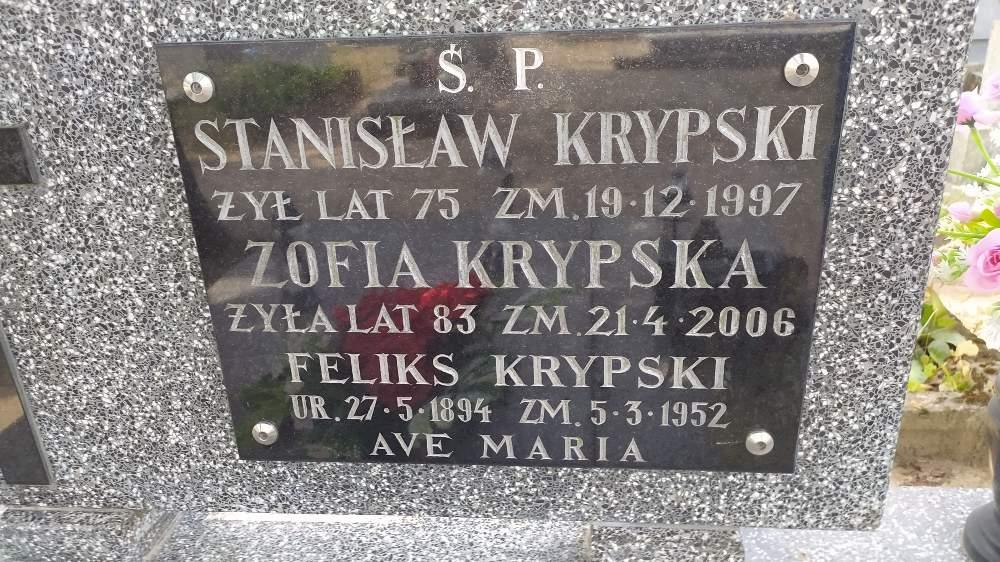 Ś. P.
STANISŁAW KRYPSKI
ŻYŁ LAT 75 ZM. 19·12·1997
ZOFIA KRYPSKA
ŻYŁA LAT 83 ZM. 21·4·2006
FELIKS KRYPSKI
UR. 27·5·1894 ZM. 5·3·1952
AVE MARIA